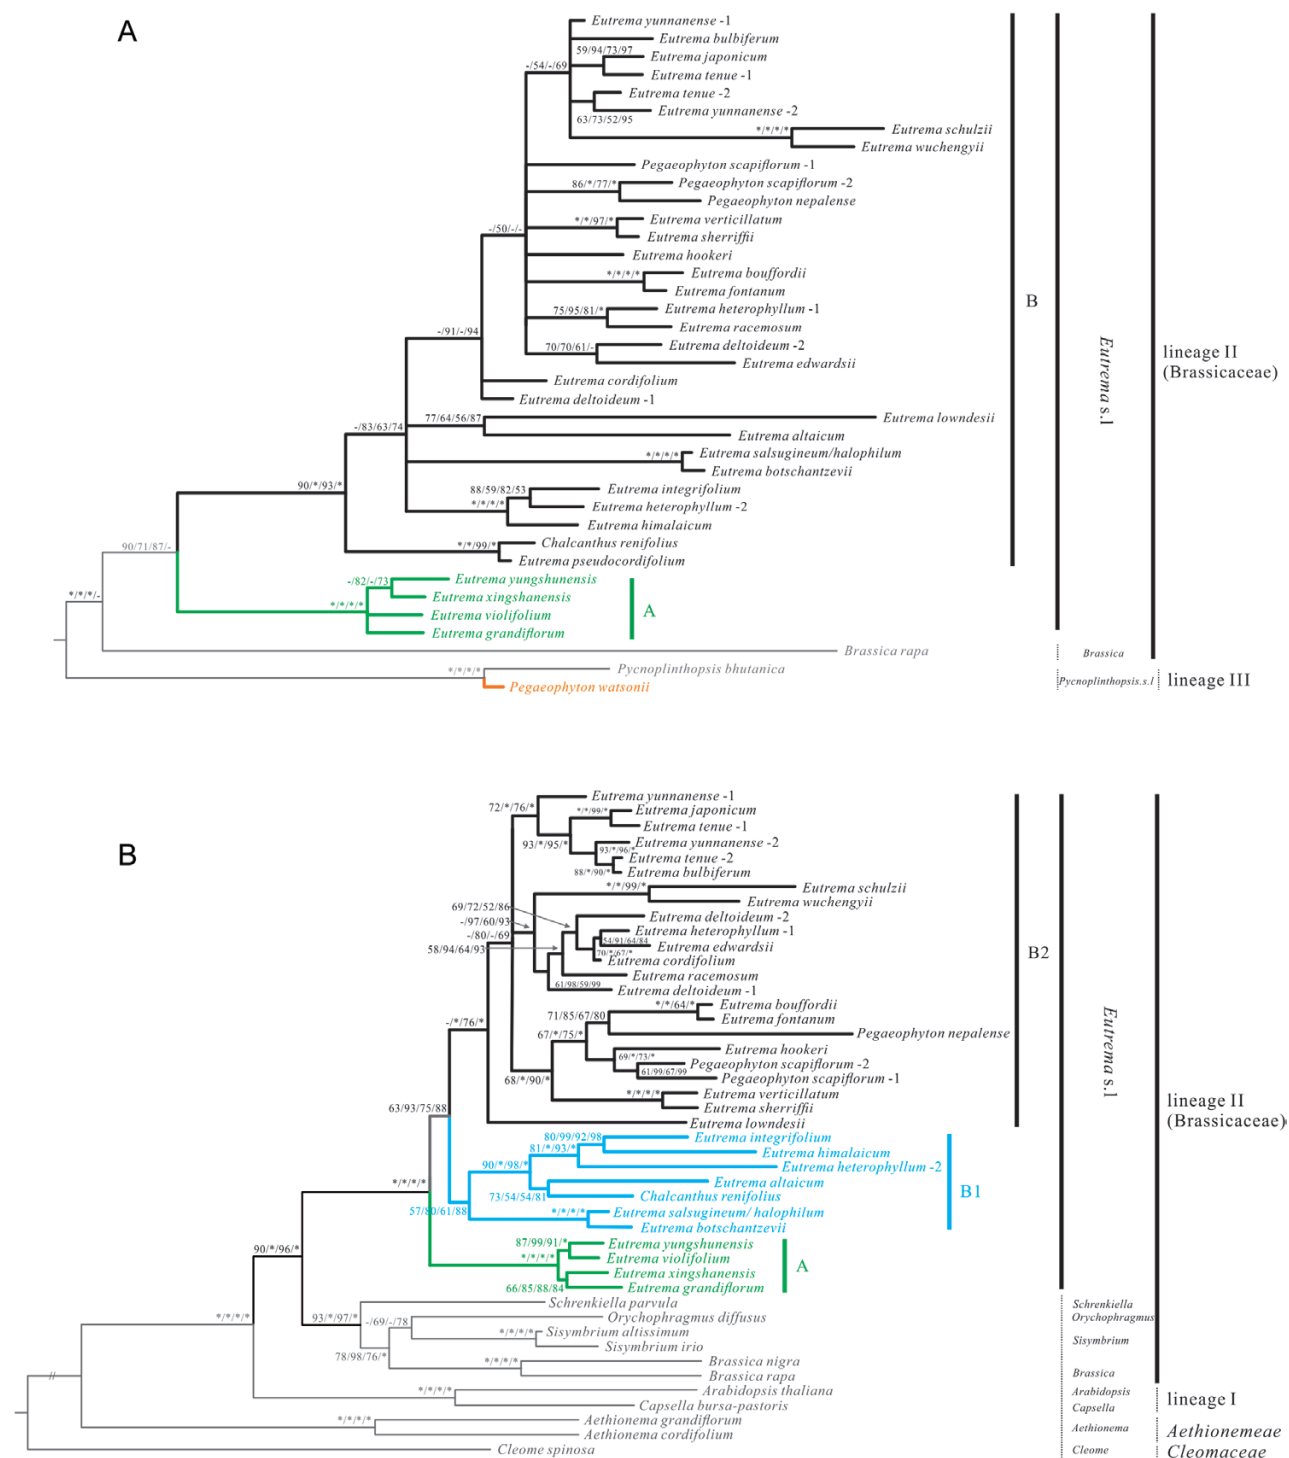 A
Eutrema yunnanense -1
Eutrema bulbiferum
59/94/73/97
Eutrema japonicum
-/54/-/69
Eutrema tenue -1
Eutrema tenue -2
Eutrema yunnanense -2
63/73/52/95
*/*/*/*
Eutrema schulzii
Eutrema wuchengyii
Pegaeophyton scapiflorum -1
86/*/77/*
Pegaeophyton scapiflorum -2
Pegaeophyton nepalense
*/*/97/*
Eutrema verticillatum
-/50/-/-
Eutrema sherriffii
Eutrema hookeri
*/*/*/*
Eutrema bouffordii
Eutrema fontanum
B
75/95/81/*
Eutrema heterophyllum -1
Eutrema racemosum
-/91/-/94
Eutrema deltoideum -2
70/70/61/-
Eutrema edwardsii
Eutrema s.l
lineage II
(Brassicaceae)
Eutrema cordifolium
Eutrema deltoideum -1
77/64/56/87
Eutrema lowndesii
-/83/63/74
Eutrema altaicum
*/*/*/*
Eutrema salsugineum/halophilum
Eutrema botschantzevii
90/*/93/*
88/59/82/53
Eutrema integrifolium
*/*/*/*
Eutrema heterophyllum -2
Eutrema himalaicum
90/71/87/-
*/*/99/*
Chalcanthus renifolius
Eutrema pseudocordifolium
-/82/-/73
Eutrema yungshunensis
*/*/*/-
*/*/*/*
Eutrema xingshanensis
Eutrema violifolium
A
Eutrema grandiflorum
Brassica rapa
Brassica
*/*/*/*
Pycnoplinthopsis bhutanica
Pegaeophyton watsonii
Pycnoplinthopsis.s.l
lineage III
B
Eutrema yunnanense -1
72/*/76/*
*/*/99/*
Eutrema japonicum
Eutrema tenue -1
93/*/95/*
Eutrema yunnanense -2
93/*/96/*
Eutrema tenue -2
88/*/90/*
Eutrema bulbiferum
*/*/99/*
Eutrema schulzii
Eutrema wuchengyii
69/72/52/86
-/97/60/93
Eutrema deltoideum -2
-/80/-/69
Eutrema heterophyllum -1
58/94/64/93
54/91/64/84
Eutrema edwardsii
70/*/67/*
Eutrema cordifolium
B2
Eutrema racemosum
61/98/59/99
Eutrema deltoideum -1
*/*/64/*
Eutrema bouffordii
71/85/67/80
Eutrema fontanum
-/*/76/*
67/*/75/*
Pegaeophyton nepalense
Eutrema hookeri
69/*/73/*
Pegaeophyton scapiflorum -2
61/99/67/99
68/*/90/*
Pegaeophyton scapiflorum -1
*/*/*/*
Eutrema verticillatum
Eutrema sherriffii
Eutrema s.l
lineage II
(Brassicaceae)
63/93/75/88
Eutrema lowndesii
80/99/92/98
Eutrema integrifolium
81/*/93/*
Eutrema himalaicum
90/*/98/*
Eutrema heterophyllum -2
*/*/*/*
Eutrema altaicum
73/54/54/81
Chalcanthus renifolius
B1
57/80/61/88
*/*/*/*
Eutrema salsugineum/ halophilum
Eutrema botschantzevii
87/99/91/*
Eutrema yungshunensis
90/*/96/*
*/*/*/*
Eutrema violifolium
A
Eutrema xingshanensis
66/85/88/84
Eutrema grandiflorum
Schrenkiella parvula
Schrenkiella
*/*/*/*
93/*/97/*
-/69/-/78
Orychophragmus diffusus
Orychophragmus
*/*/*/*
Sisymbrium altissimum
Sisymbrium
Sisymbrium irio
78/98/76/*
*/*/*/*
Brassica nigra
Brassica rapa
Brassica
*/*/*/*
Arabidopsis thaliana
Arabidopsis
lineage I
Capsella bursa-pastoris
Capsella
*/*/*/*
Aethionema grandiflorum
Aethionema
Aethionemeae
Aethionema cordifolium
Cleome spinosa
Cleome
Cleomaceae